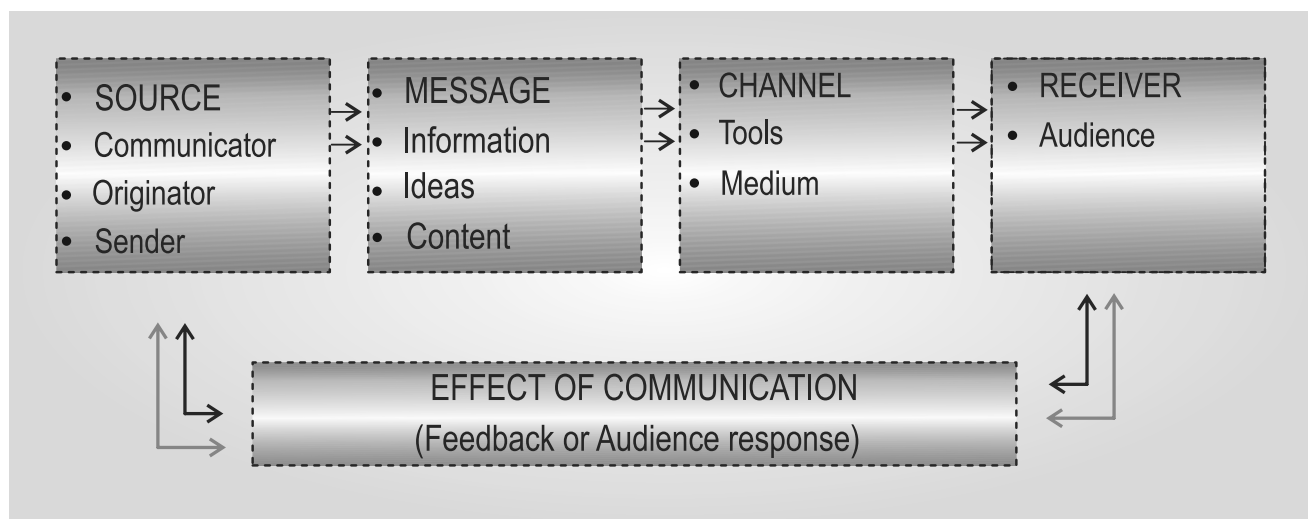 • SOURCE
• Communicator
• Originator
• Sender
• MESSAGE
• Information
• Ideas
• Content
• CHANNEL
• Tools
• Medium
• RECEIVER
• Audience
EFFECT OF COMMUNICATION
(Feedback or Audience response)